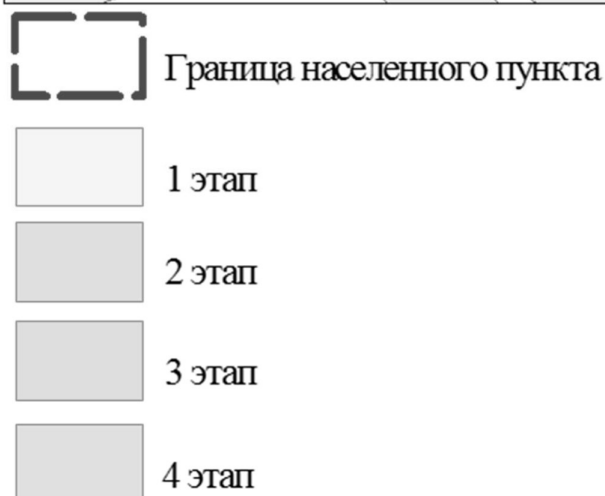 Граница населенного пункта
1 этап
2 этап
3 этап
4 этап